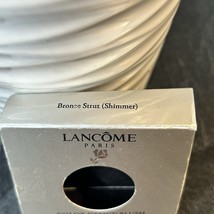 Bronze Strut (Shimmer)
LANCÔME
PARIS